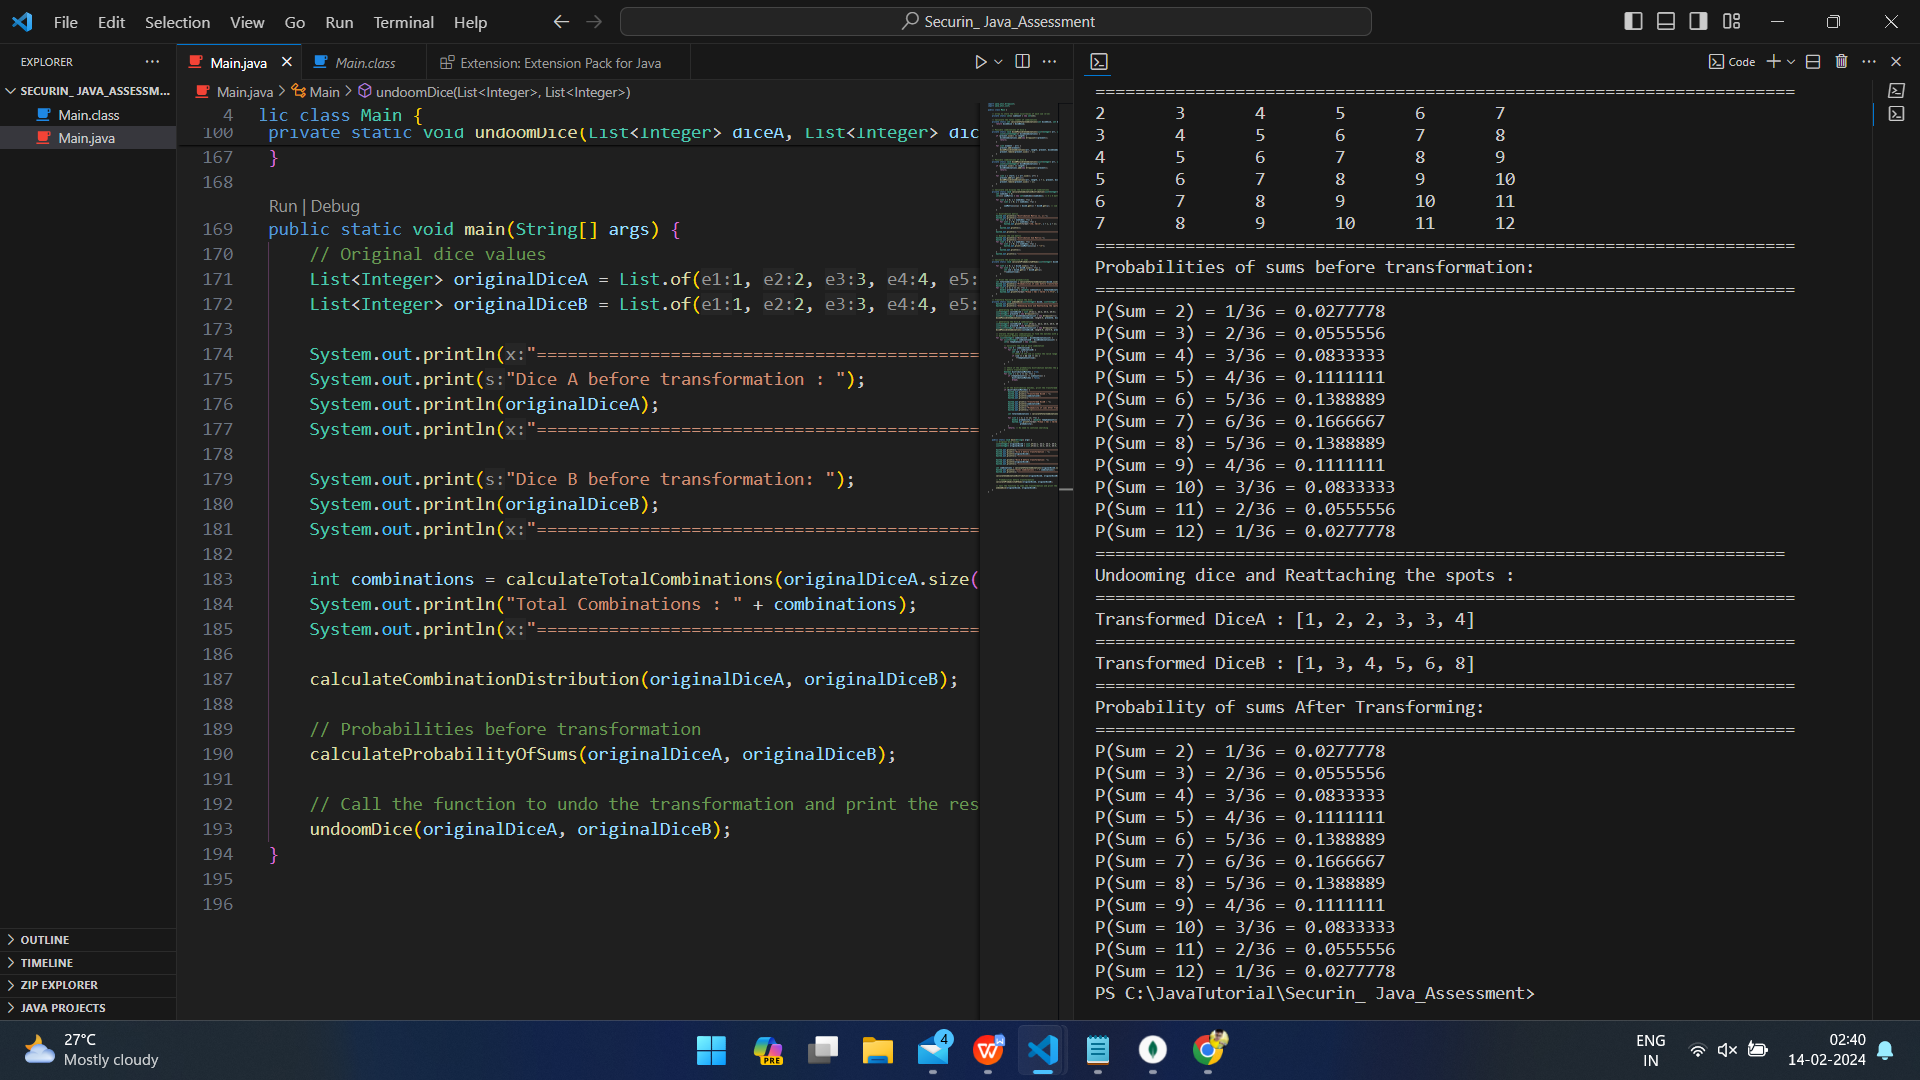 File Edit Selection View Go Run Terminal Help
Securin_ Java_Assessment
EXPLORER
SECURIN_ JAVA_ASSESSM...
Main.class
Main.java
OUTLINE
TIMELINE
ZIP EXPLORER
JAVA PROJECTS
Main.java Main.class Extension: Extension Pack for Java
Main.java > Main > undoomDice(List<Integer>, List<Integer>)
4 lic class Main {
100 private static void undoomDice(List<Integer> diceA, List<Integer> dic
167 }
168
Run | Debug
169 public static void main(String[] args) {
170 // Original dice values
171 List<Integer> originalDiceA = List.of(e1:1, e2:2, e3:3, e4:4, e5:
172 List<Integer> originalDiceB = List.of(e1:1, e2:2, e3:3, e4:4, e5:
173
174 System.out.println(x:"===========================================
175 System.out.print(s:"Dice A before transformation : ");
176 System.out.println(originalDiceA);
177 System.out.println(x:"===========================================
178
179 System.out.print(s:"Dice B before transformation: ");
180 System.out.println(originalDiceB);
181 System.out.println(x:"===========================================
182
183 int combinations = calculateTotalCombinations(originalDiceA.size(
184 System.out.println("Total Combinations : " + combinations);
185 System.out.println(x:"===========================================
186
187 calculateCombinationDistribution(originalDiceA, originalDiceB);
188
189 // Probabilities before transformation
190 calculateProbabilityOfSums(originalDiceA, originalDiceB);
191
192 // Call the function to undo the transformation and print the res
193 undoomDice(originalDiceA, originalDiceB);
194 }
195
196
Code
======================================================================
2 3 4 5 6 7
3 4 5 6 7 8
4 5 6 7 8 9
5 6 7 8 9 10
6 7 8 9 10 11
7 8 9 10 11 12
======================================================================
Probabilities of sums before transformation:
======================================================================
P(Sum = 2) = 1/36 = 0.0277778
P(Sum = 3) = 2/36 = 0.0555556
P(Sum = 4) = 3/36 = 0.0833333
P(Sum = 5) = 4/36 = 0.1111111
P(Sum = 6) = 5/36 = 0.1388889
P(Sum = 7) = 6/36 = 0.1666667
P(Sum = 8) = 5/36 = 0.1388889
P(Sum = 9) = 4/36 = 0.1111111
P(Sum = 10) = 3/36 = 0.0833333
P(Sum = 11) = 2/36 = 0.0555556
P(Sum = 12) = 1/36 = 0.0277778
=====================================================================
Undooming dice and Reattaching the spots :
======================================================================
Transformed DiceA : [1, 2, 2, 3, 3, 4]
======================================================================
Transformed DiceB : [1, 3, 4, 5, 6, 8]
======================================================================
Probability of sums After Transforming:
======================================================================
P(Sum = 2) = 1/36 = 0.0277778
P(Sum = 3) = 2/36 = 0.0555556
P(Sum = 4) = 3/36 = 0.0833333
P(Sum = 5) = 4/36 = 0.1111111
P(Sum = 6) = 5/36 = 0.1388889
P(Sum = 7) = 6/36 = 0.1666667
P(Sum = 8) = 5/36 = 0.1388889
P(Sum = 9) = 4/36 = 0.1111111
P(Sum = 10) = 3/36 = 0.0833333
P(Sum = 11) = 2/36 = 0.0555556
P(Sum = 12) = 1/36 = 0.0277778
PS C:\JavaTutorial\Securin_ Java_Assessment>
27°C
Mostly cloudy
PRE
4
W
ENG
IN
02:40
14-02-2024